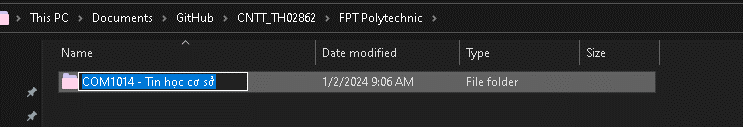 This PC > Documents > GitHub > CNTT_TH02862 > FPT Polytechnic >
Name Date modified Type Size
COM1014 - Tin học cơ sở 1/2/2024 9:06 AM File folder